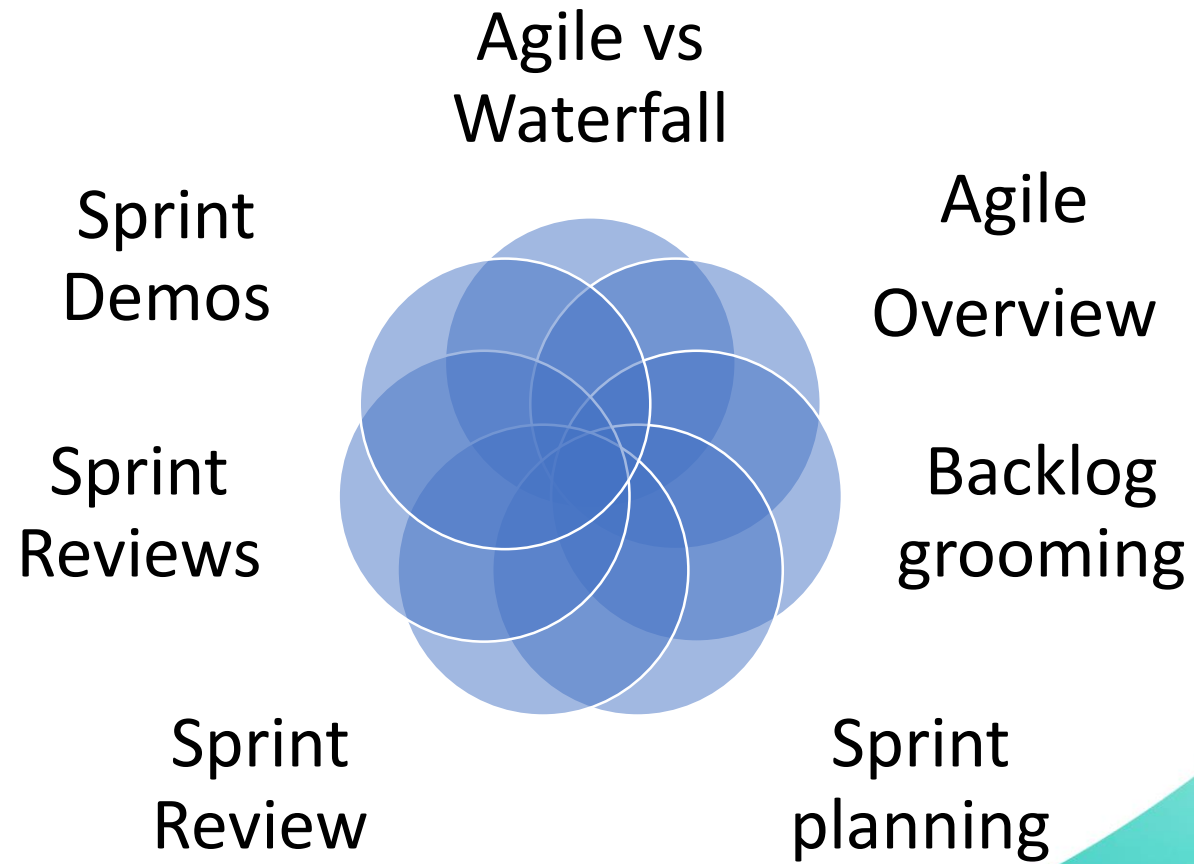 Agile vs
Waterfall
Agile
Overview
Backlog
grooming
Sprint
planning
Sprint
Review
Sprint
Reviews
Sprint
Demos